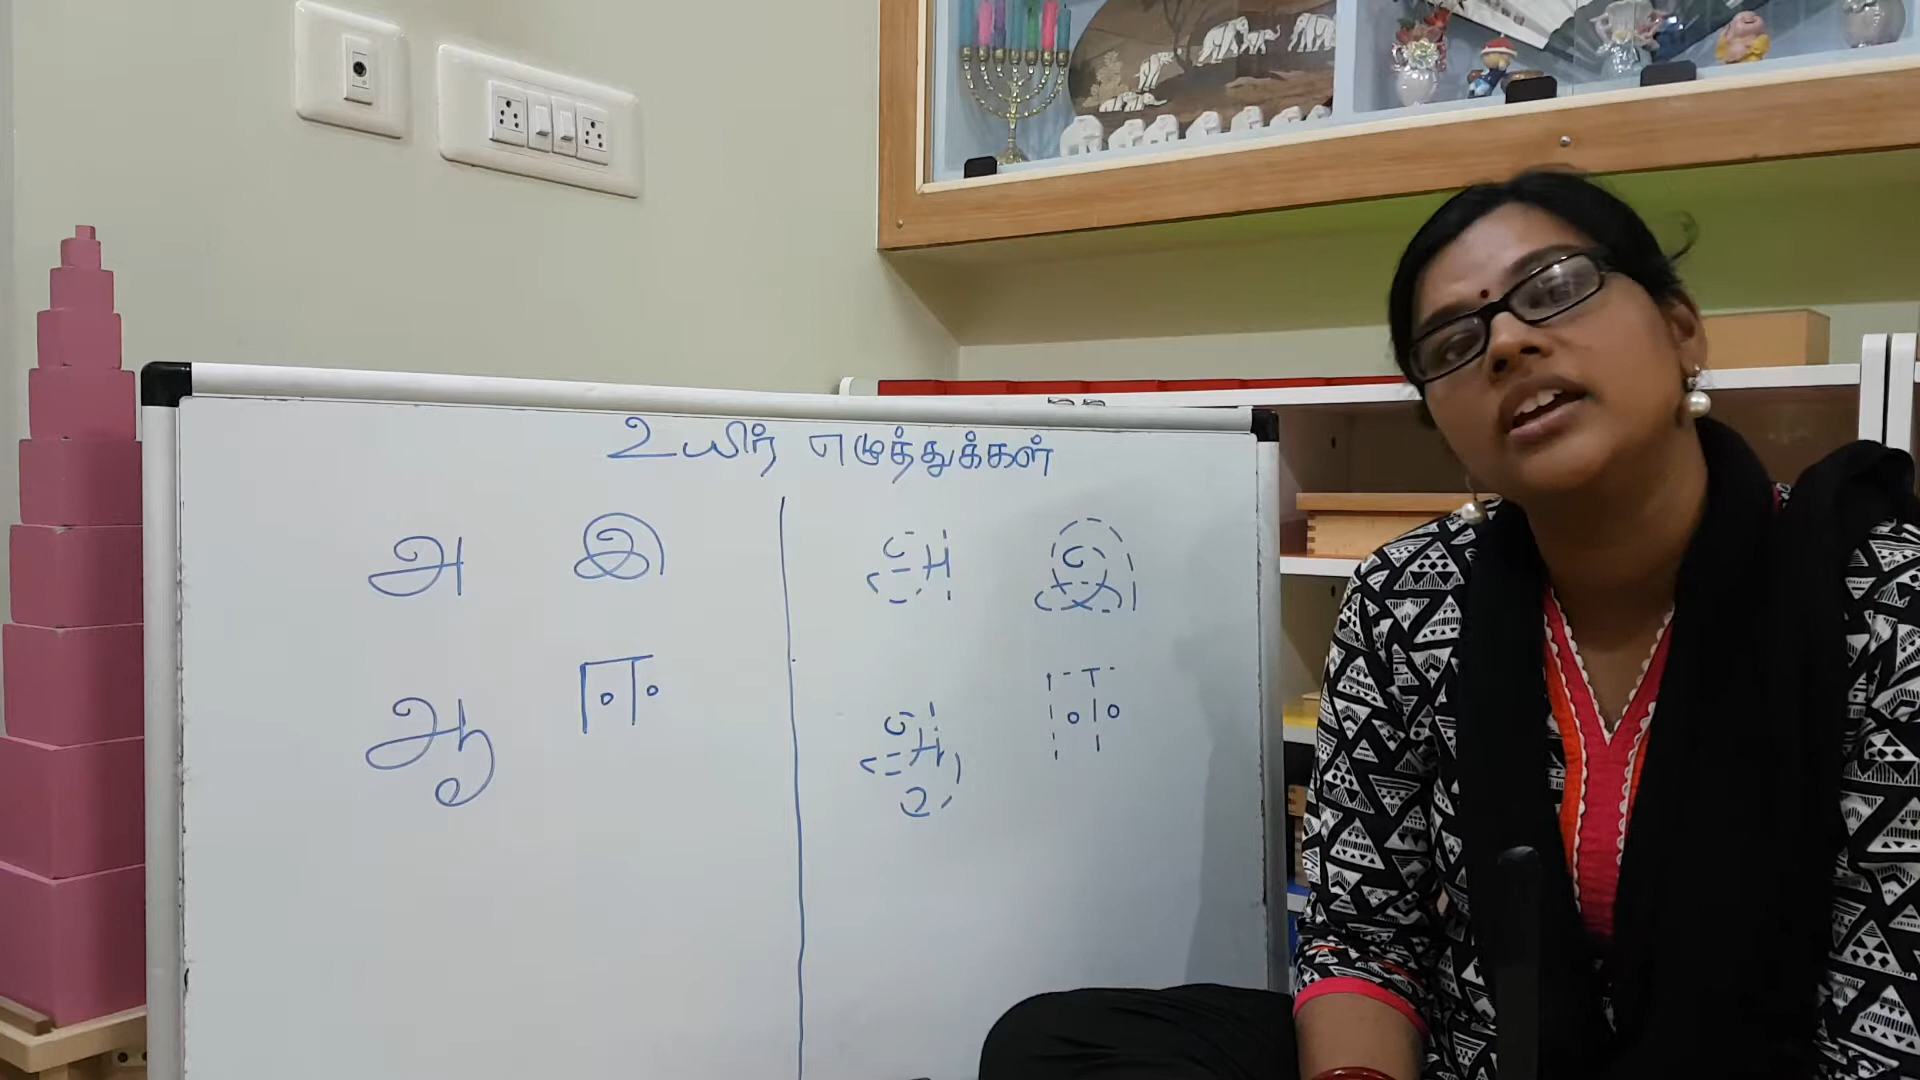 உயிர் எழுத்துக்கள்
அ இ அ இ
ஆ ஈ ஆ ஈ